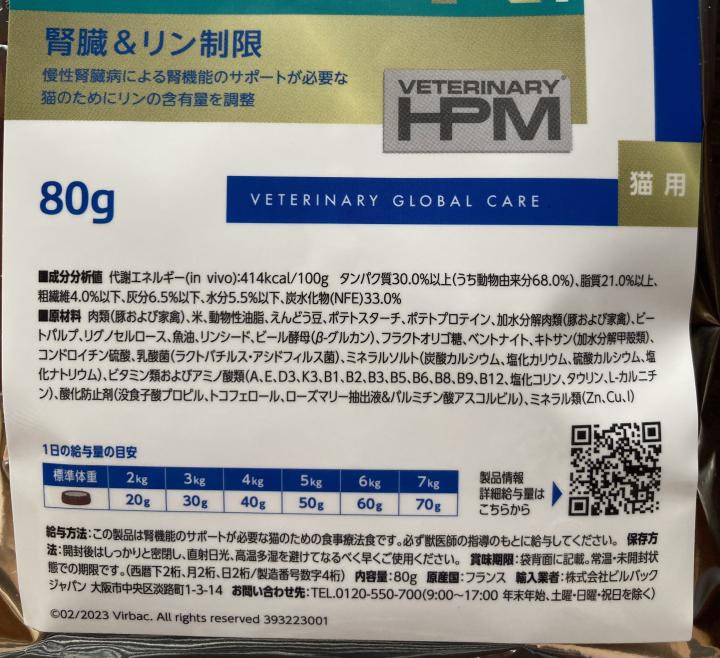 腎臓&リン制限
慢性腎臓病による腎機能のサポートが必要な
猫のためにリンの含有量を調整
VETERINARY®
HPM
80g
VETERINARY GLOBAL CARE
猫用
■成分分析値 代謝エネルギー(in vivo):414kcal/100g タンパク質30.0%以上(うち動物由来分68.0%)、脂質21.0%以上、
粗繊維4.0%以下、灰分6.5%以下、水分5.5%以下、炭水化物(NFE)33.0%
■原材料 肉類(豚および家禽)、米、動物性油脂、えんどう豆、ポテトスターチ、ポテトプロテイン、加水分解肉類(豚および家禽)、ビー
トパルプ、リグノセルロース、魚油、リンシード、ビール酵母(β-グルカン)、フラクトオリゴ糖、ベントナイト、キトサン(加水分解甲殻類)、
コンドロイチン硫酸、乳酸菌(ラクトバチルス・アシドフィルス菌)、ミネラルソルト(炭酸カルシウム、塩化カリウム、硫酸カルシウム、塩
化ナトリウム)、ビタミン類およびアミノ酸類(A、E、D3、K3、B1、B2、B3、B5、B6、B8、B9、B12、塩化コリン、タウリン、L-カルニチ
ン)、酸化防止剤(没食子酸プロピル、トコフェロール、ローズマリー抽出液&パルミチン酸アスコルビル)、ミネラル類(Zn、Cu、I)
1日の給与量の目安
標準体重 2kg 3kg 4kg 5kg 6kg 7kg
20g 30g 40g 50g 60g 70g
製品情報
詳細給与量は
こちらから
給与方法:この製品は腎機能のサポートが必要な猫のための食事療法食です。必ず獣医師の指導のもとに給与してください。 保存方
法:開封後はしっかりと密閉し、直射日光、高温多湿を避けてなるべく早くご使用ください。 賞味期限:袋背面に記載。常温・未開封状
態での期限です。(西暦下2桁、月2桁、日2桁/製造番号数字4桁) 内容量:80g 原産国:フランス 輸入業者:株式会社ビルバック
ジャパン 大阪市中央区淡路町1-3-14 お問い合わせ先:TEL.0120-550-700(9:00~17:00 年末年始、土曜・日曜・祝日を除く)
©02/2023 Virbac. All rights reserved 393223001